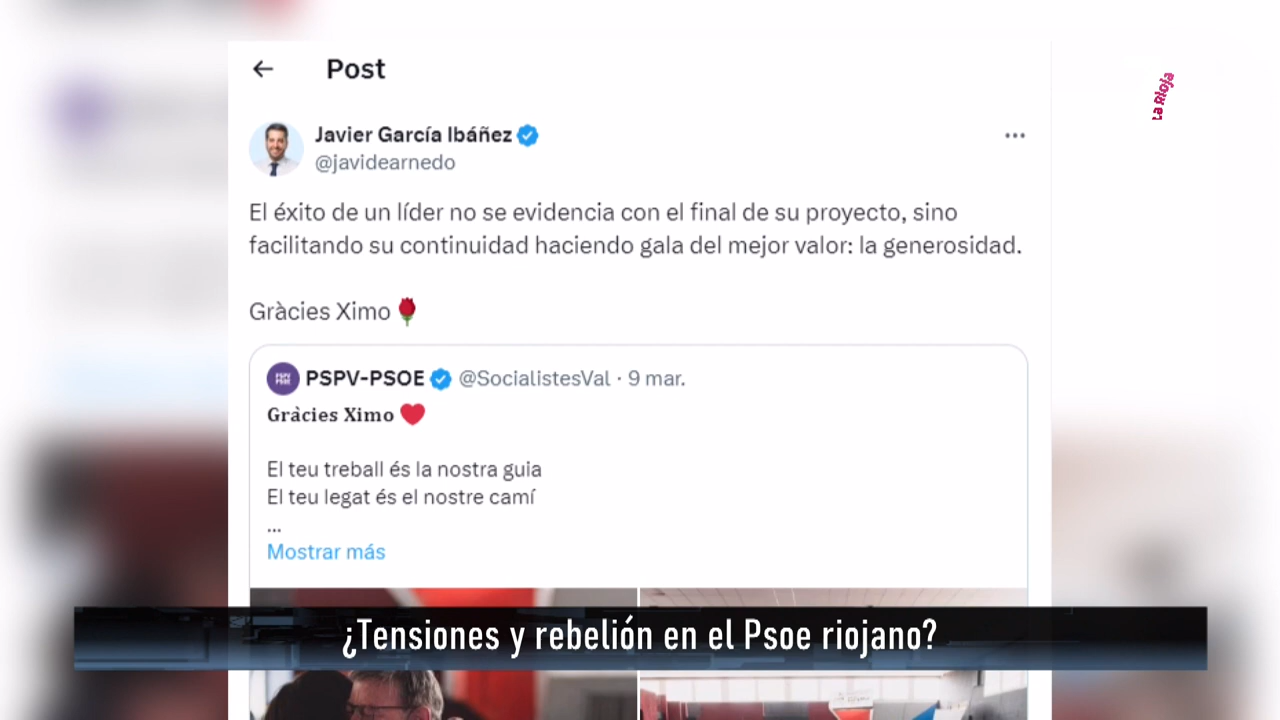 Post
La Rioja
Javier García Ibáñez
@javidearnedo
El éxito de un líder no se evidencia con el final de su proyecto, sino
facilitando su continuidad haciendo gala del mejor valor: la generosidad.
Gràcies Ximo🌹
PSPV-PSOE @SocialistesVal · 9 mar.
Gràcies Ximo❤️
El teu treball és la nostra guia
El teu legat és el nostre camí
...
Mostrar más
¿Tensiones y rebelión en el Psoe riojano?